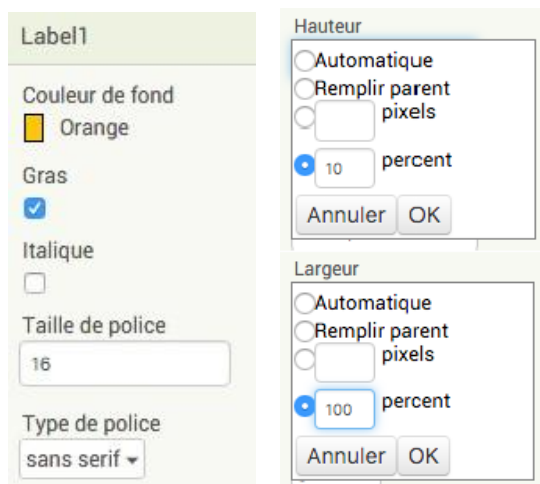 Label1
Couleur de fond
Orange
Gras
Italique
Taille de police
16
Type de police
sans serif
Hauteur
Automatique
Remplir parent
pixels
10 percent
Annuler OK
Largeur
Automatique
Remplir parent
pixels
100 percent
Annuler OK